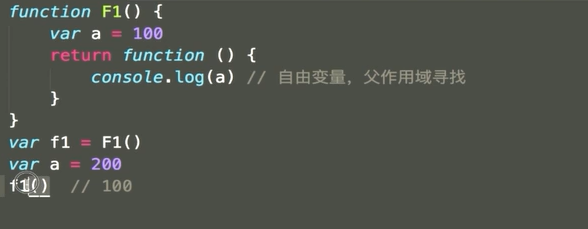 function F1() {
    var a = 100
    return function () {
        console.log(a) // 自由变量，父作用域寻找
    }
}
var f1 = F1()
var a = 200
f1()  // 100